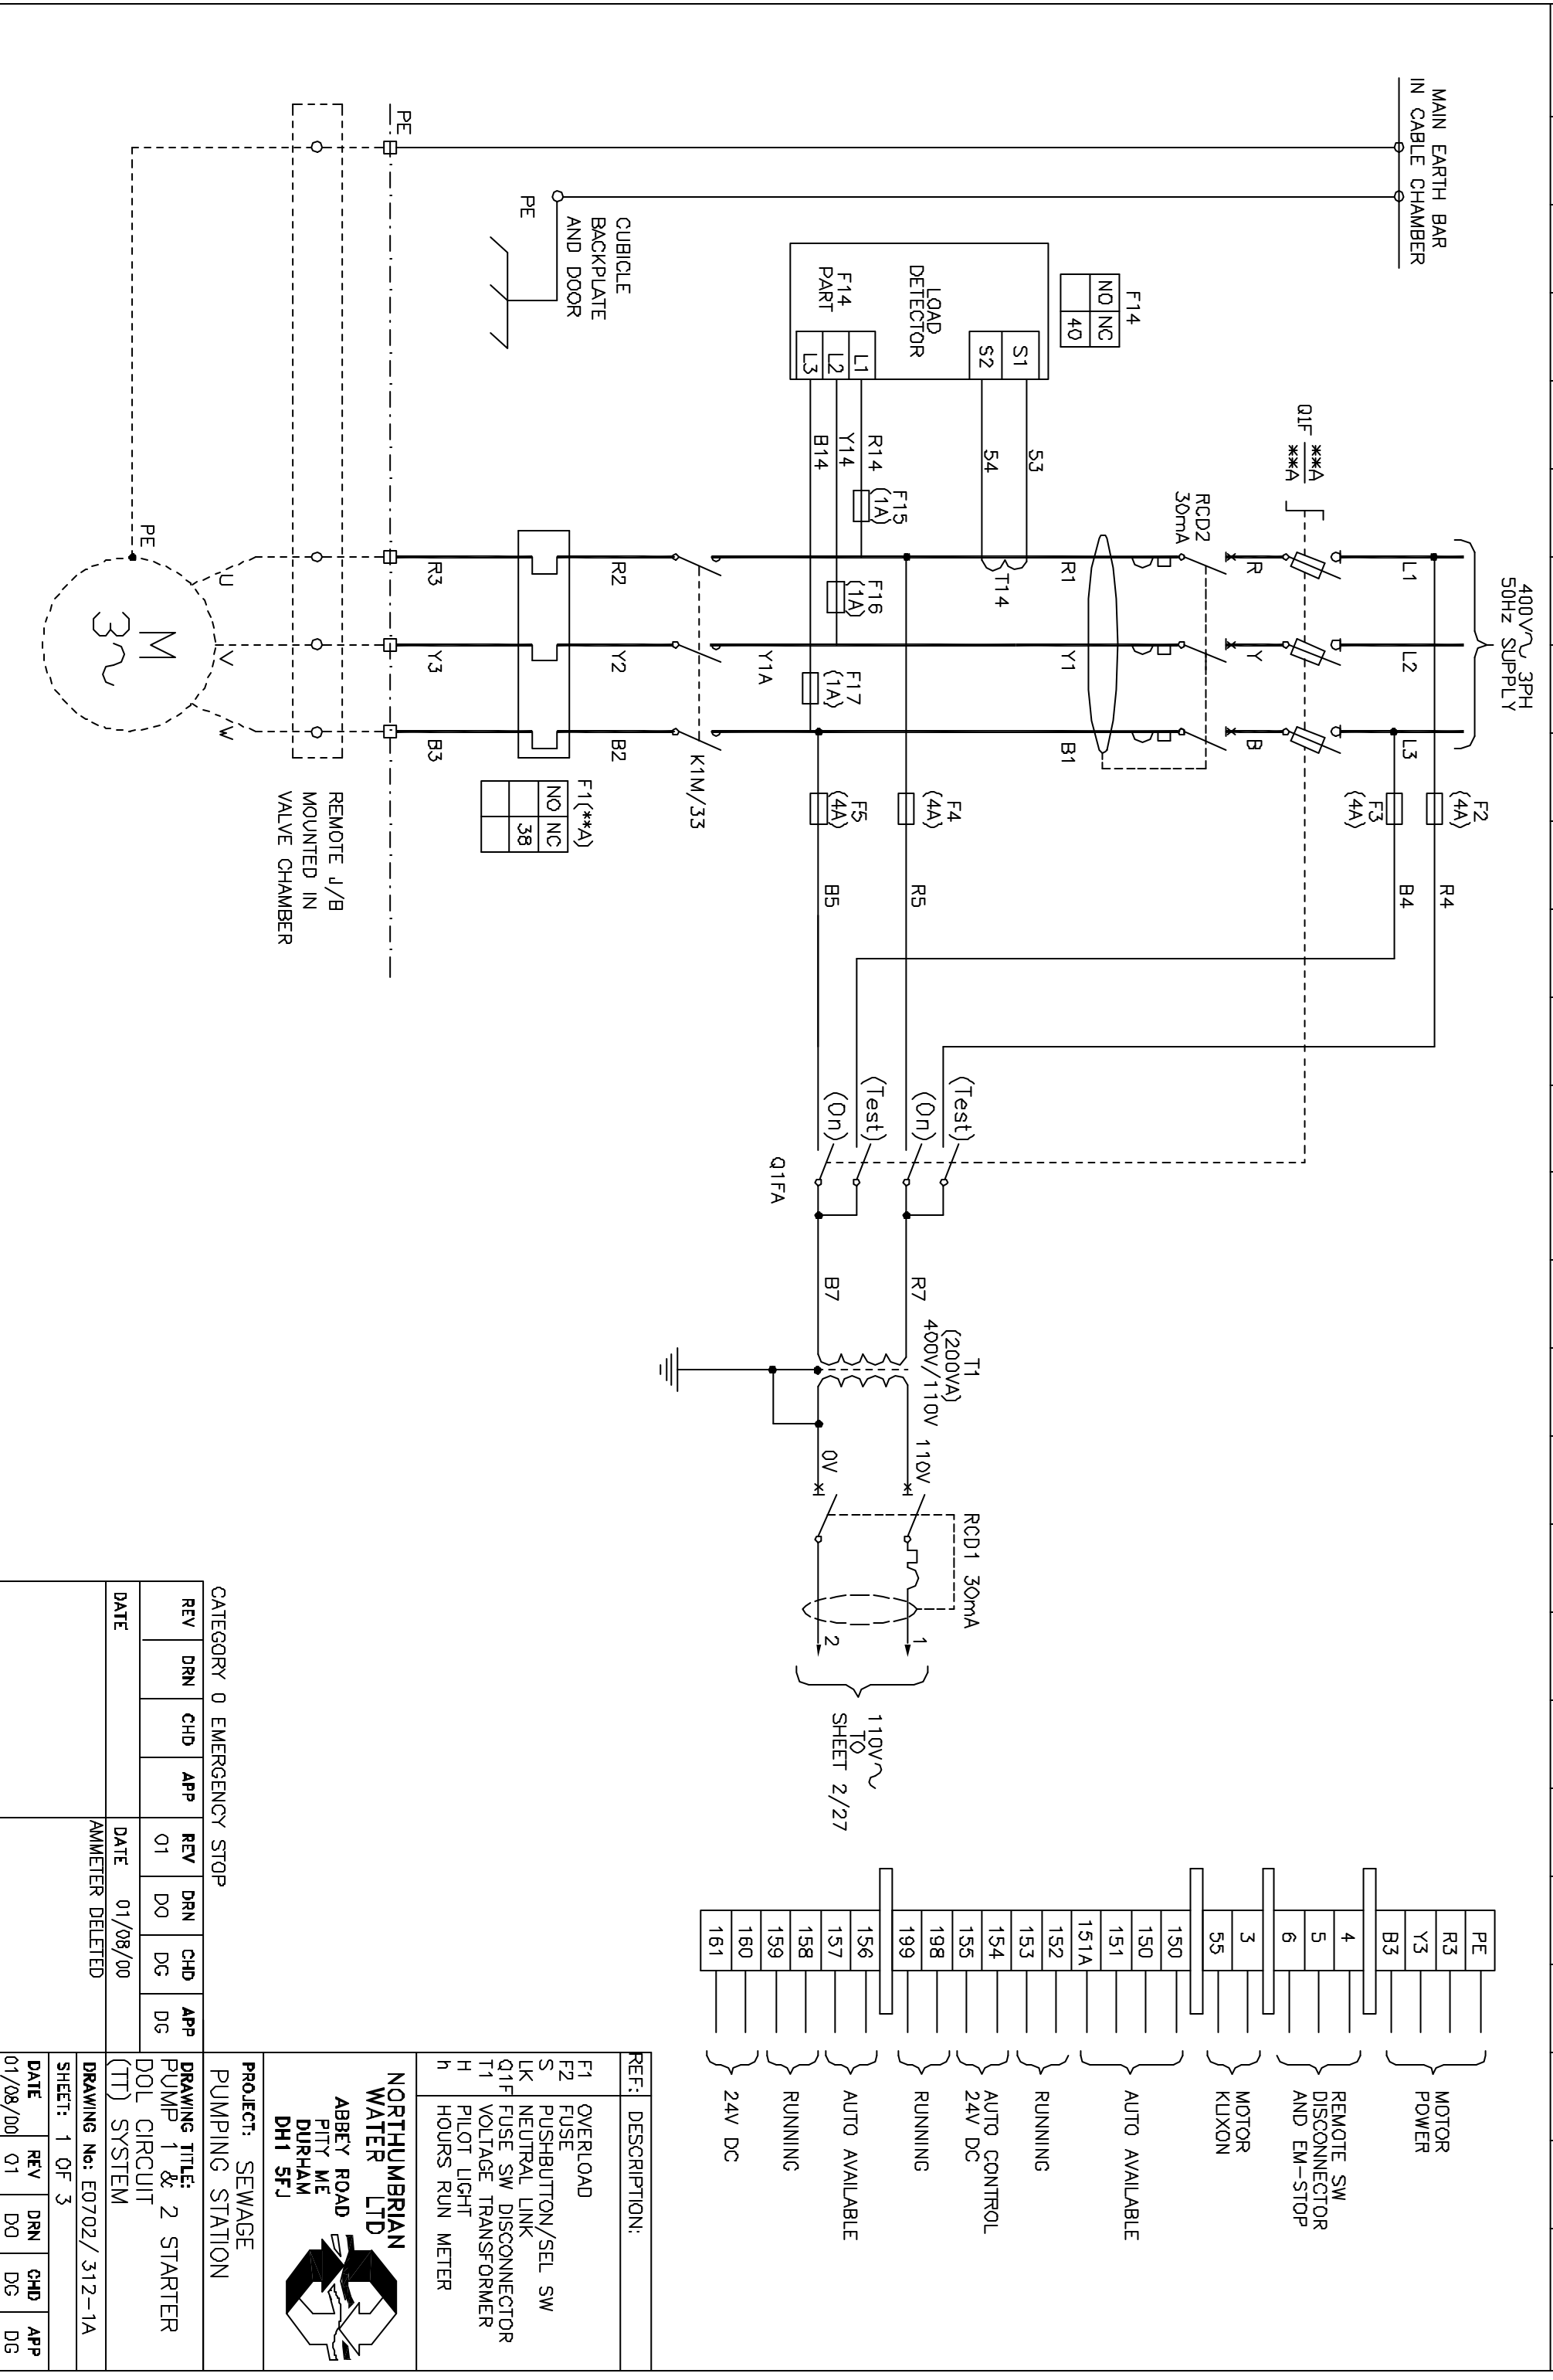 MAIN EARTH BAR
IN CABLE CHAMBER
400V 3PH
50Hz SUPPLY
L1
L2
L3
F2
(4A)
F3
(4A)
R4
B4
Q1F **A
**A
R
Y
B
RCD2
30mA
R1
Y1
B1
F14
NO NC
40
S1
S2
LOAD
DETECTOR
F14
PART
L1
L2
L3
53
54
T14
R14
Y14
B14
F15
(1A)
F16
(1A)
F17
(1A)
Y1A
F4
(4A)
F5
(4A)
R5
B5
(Test)
(On)
(Test)
(On)
Q1FA
R7
B7
T1
(200VA)
400V/110V
110V
0V
RCD1 30mA
1
2
110V
TO
SHEET 2/27
CUBICLE
BACKPLATE
AND DOOR
PE
K1M/33
R2
Y2
B2
F1(**A)
NO NC
38
R3
Y3
B3
PE
REMOTE J/B
MOUNTED IN
VALVE CHAMBER
U
V
W
PE
M
3
PE
R3
Y3
B3
4
5
6
3
55
150
150
151
151A
152
153
154
155
198
199
156
157
158
159
160
161
MOTOR
POWER
REMOTE SW
DISCONNECTOR
AND EM-STOP
MOTOR
KLIXON
AUTO AVAILABLE
RUNNING
AUTO CONTROL
24V DC
RUNNING
AUTO AVAILABLE
RUNNING
24V DC
REF: DESCRIPTION:
F1 OVERLOAD
F2 FUSE
S PUSHBUTTON/SEL SW
LK NEUTRAL LINK
Q1F FUSE SW DISCONNECTOR
T1 VOLTAGE TRANSFORMER
H PILOT LIGHT
h HOURS RUN METER
NORTHUMBRIAN
WATER LTD
ABBEY ROAD
PITY ME
DURHAM
DH1 5FJ
PROJECT: SEWAGE
PUMPING STATION
DRAWING TITLE:
PUMP 1 & 2 STARTER
DOL CIRCUIT
(TT) SYSTEM
DRAWING No: E0702/ 312-1A
SHEET: 1 OF 3
DATE REV DRN CHD APP
01/08/00 01 DO DG DG
CATEGORY 0 EMERGENCY STOP
REV DRN CHD APP REV DRN CHD APP
01 DO DG DG
DATE DATE 01/08/00
AMMETER DELETED